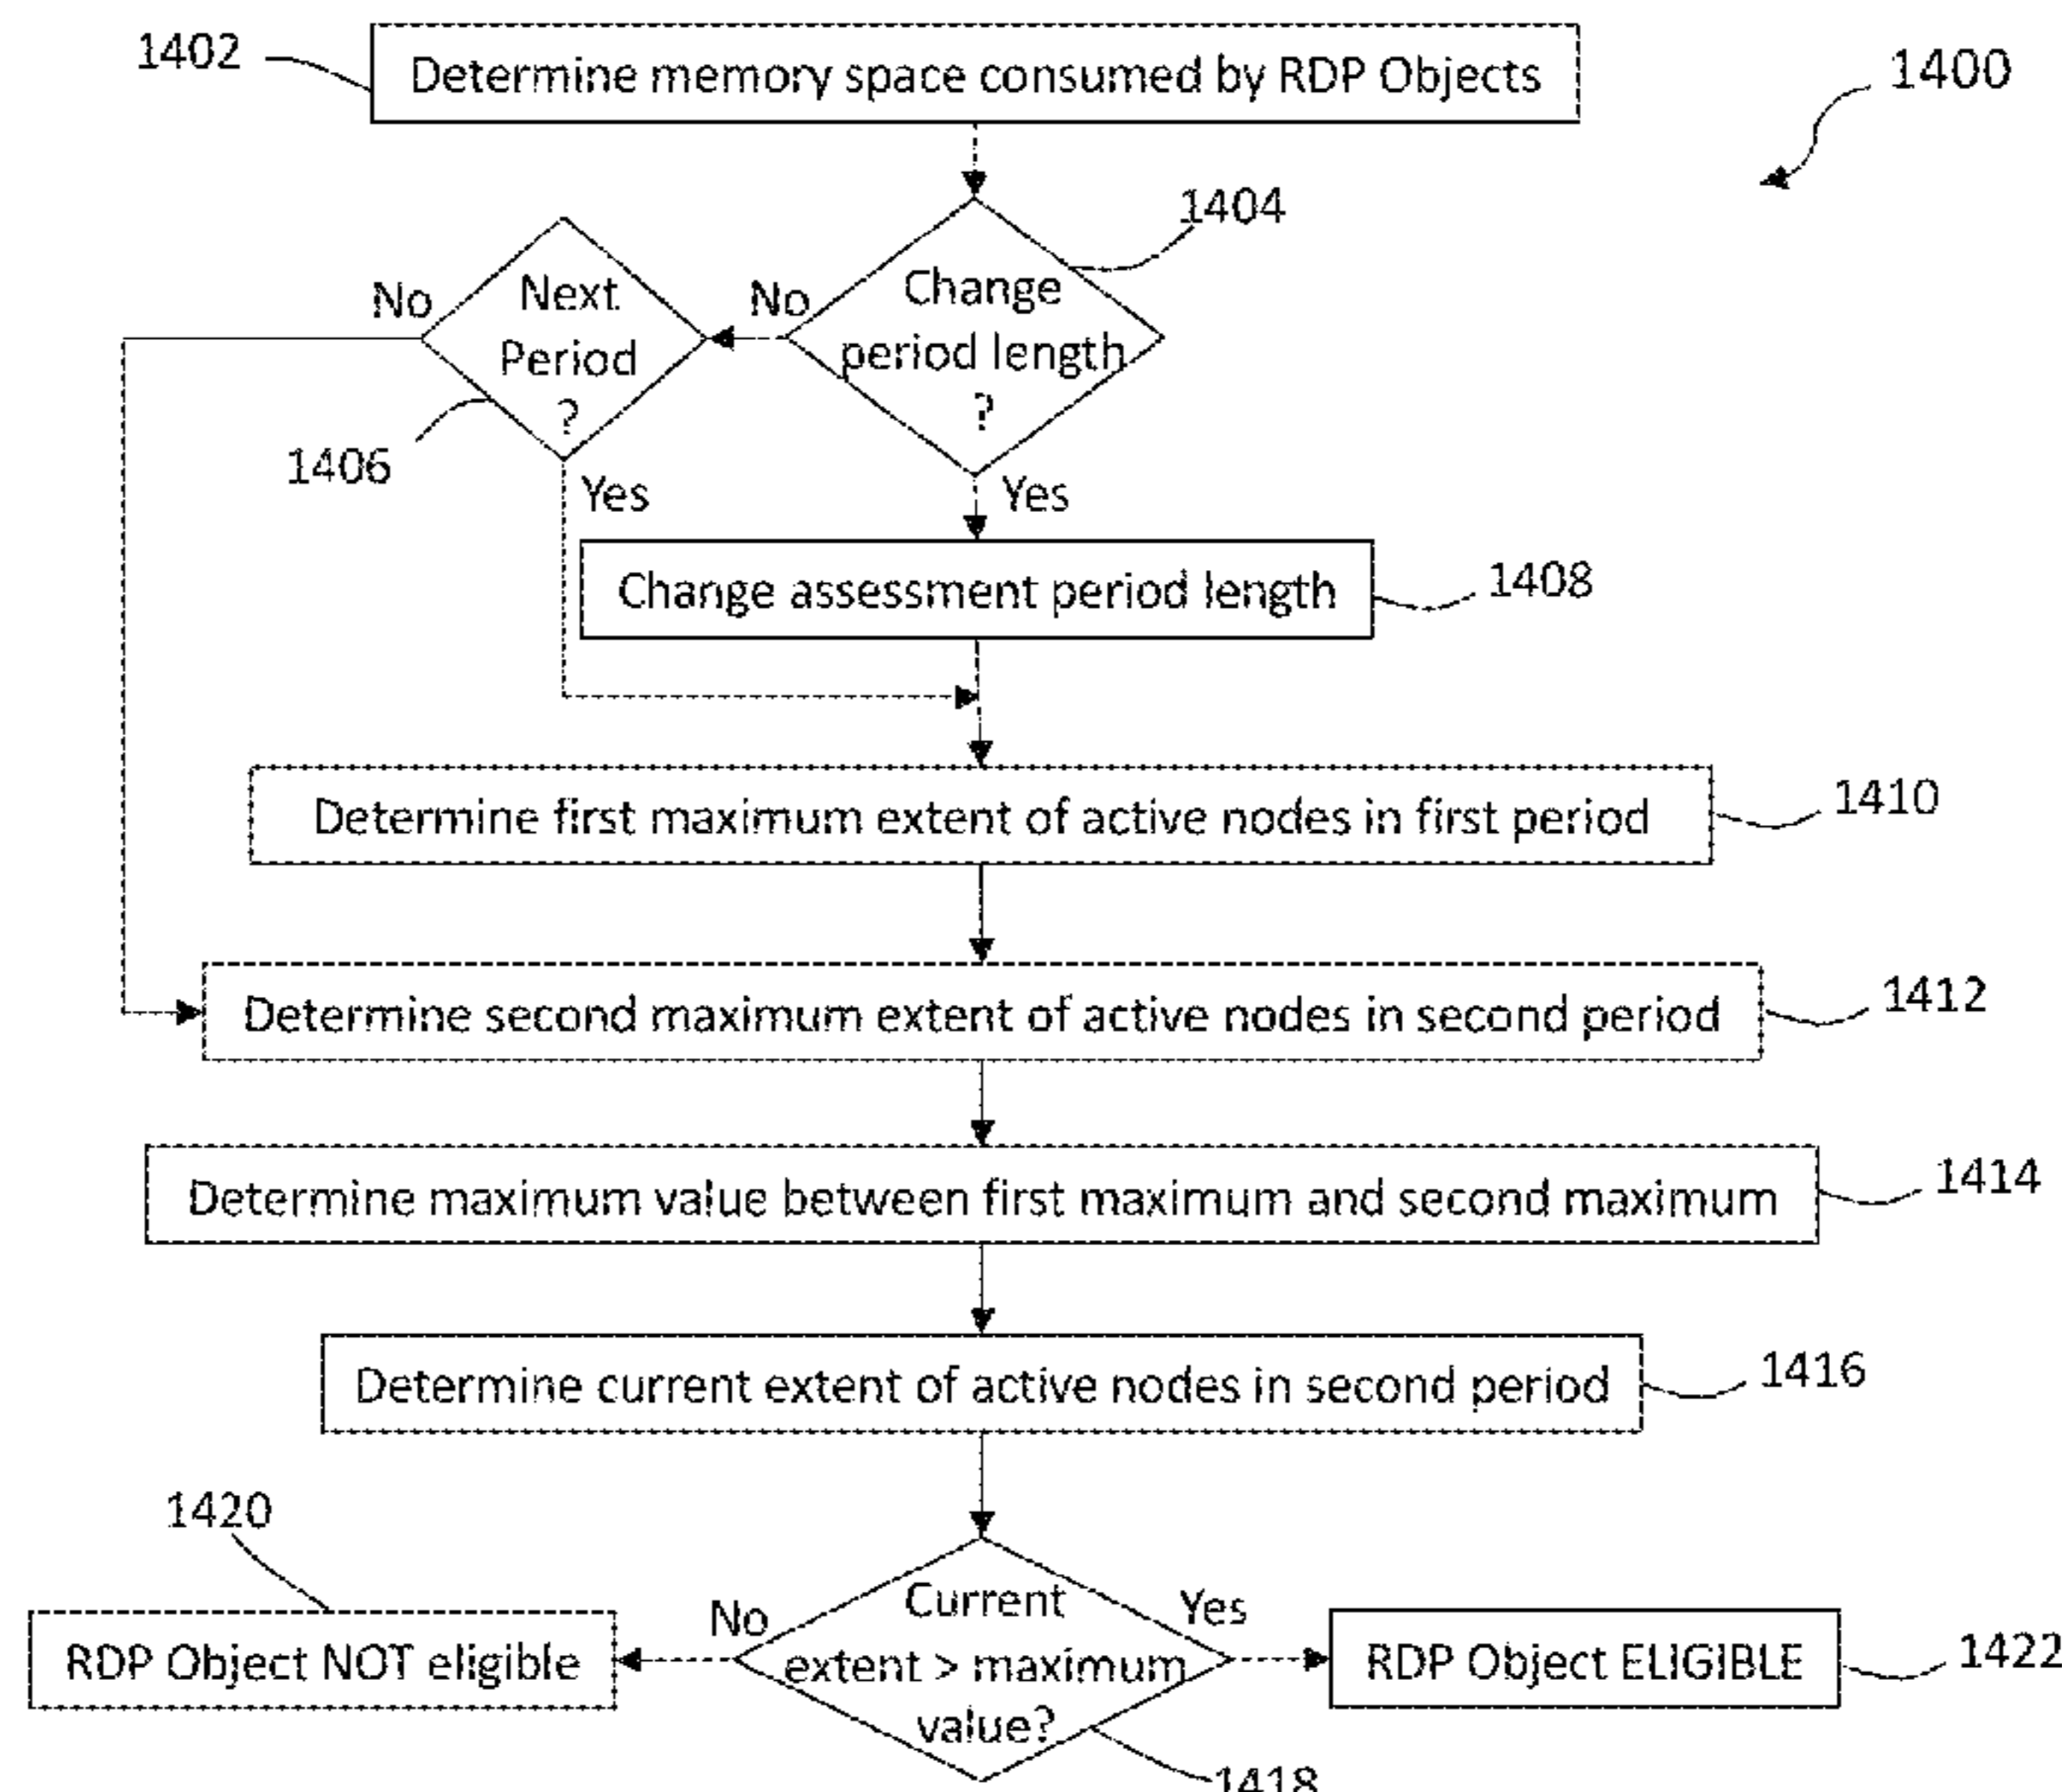 1402
Determine memory space consumed by RDP Objects
1400
1404
No
Next
Period
?
No
Change
period length
?
1406
Yes
Yes
Change assessment period length
1408
Determine first maximum extent of active nodes in first period
1410
Determine second maximum extent of active nodes in second period
1412
Determine maximum value between first maximum and second maximum
1414
Determine current extent of active nodes in second period
1416
1420
RDP Object NOT eligible
No
Current
extent > maximum
value?
Yes
RDP Object ELIGIBLE
1422
1418